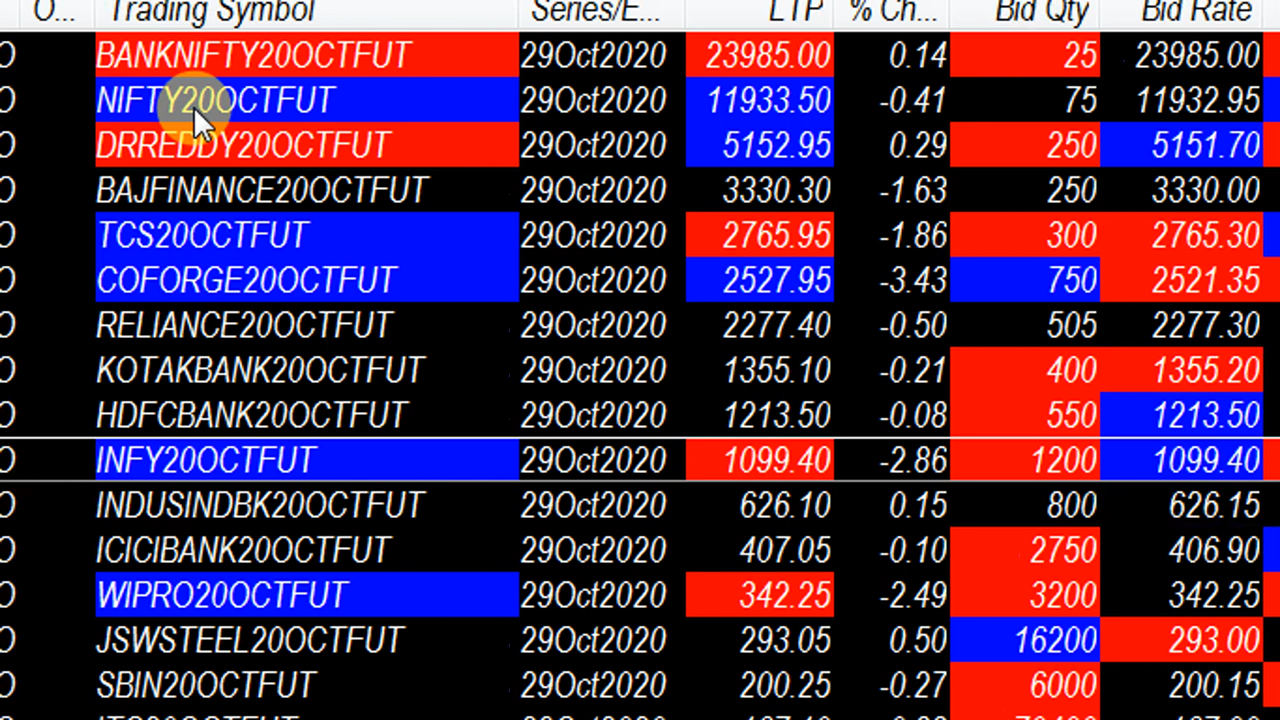 O... Trading Symbol Series/E... LTP % Ch... Bid Qty Bid Rate
O BANKNIFTY20OCTFUT 29Oct2020 23985.00 0.14 25 23985.00
O NIFTY20OCTFUT 29Oct2020 11933.50 -0.41 75 11932.95
O DRREDDY20OCTFUT 29Oct2020 5152.95 0.29 250 5151.70
O BAJFINANCE20OCTFUT 29Oct2020 3330.30 -1.63 250 3330.00
O TCS20OCTFUT 29Oct2020 2765.95 -1.86 300 2765.30
O COFORGE20OCTFUT 29Oct2020 2527.95 -3.43 750 2521.35
O RELIANCE20OCTFUT 29Oct2020 2277.40 -0.50 505 2277.30
O KOTAKBANK20OCTFUT 29Oct2020 1355.10 -0.21 400 1355.20
O HDFCBANK20OCTFUT 29Oct2020 1213.50 -0.08 550 1213.50
O INFY20OCTFUT 29Oct2020 1099.40 -2.86 1200 1099.40
O INDUSINDBK20OCTFUT 29Oct2020 626.10 0.15 800 626.15
O ICICIBANK20OCTFUT 29Oct2020 407.05 -0.10 2750 406.90
O WIPRO20OCTFUT 29Oct2020 342.25 -2.49 3200 342.25
O JSWSTEEL20OCTFUT 29Oct2020 293.05 0.50 16200 293.00
O SBIN20OCTFUT 29Oct2020 200.25 -0.27 6000 200.15